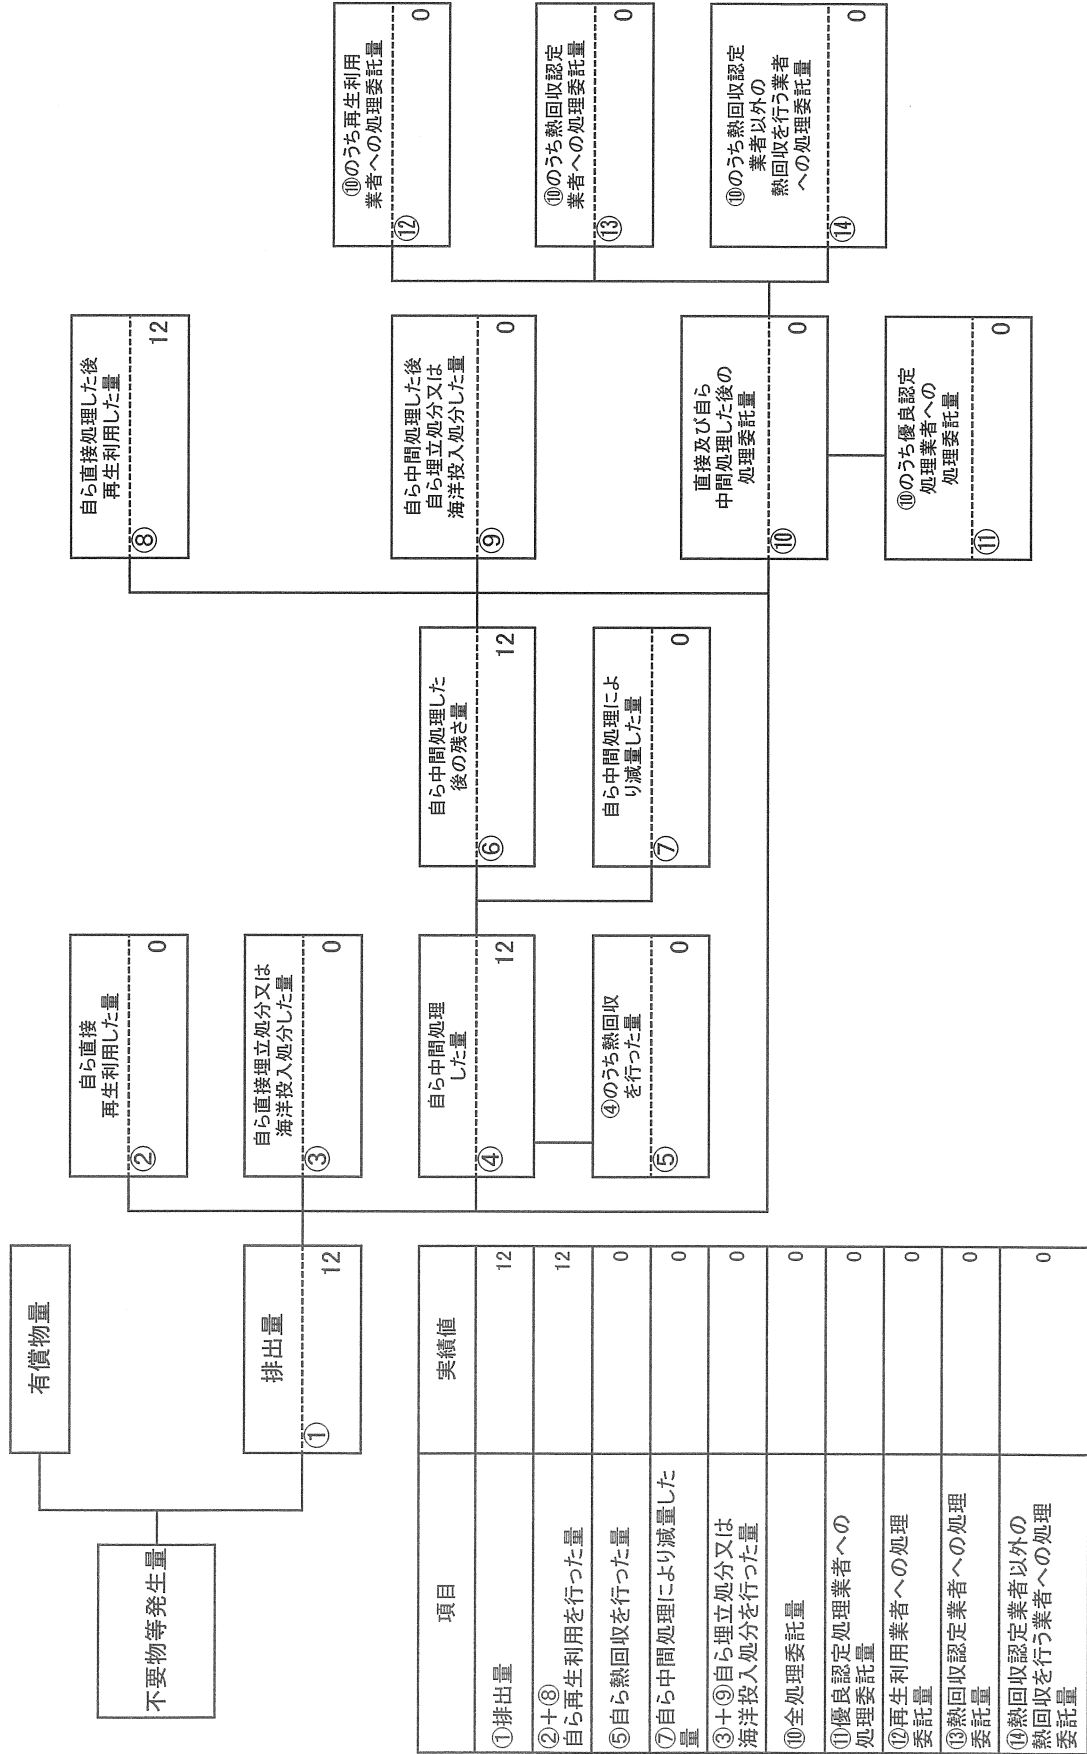 不要物等発生量
有償物量
排出量
①
12
自ら直接
再生利用した量
②
0
自ら直接埋立処分又は
海洋投入処分した量
③
0
自ら中間処理
した量
④
12
④のうち熱回収
を行った量
⑤
0
自ら中間処理した
後の残さ量
⑥
12
自ら中間処理によ
り減量した量
⑦
0
自ら直接処理した後
再生利用した量
⑧
12
自ら中間処理した後
自ら埋立処分又は
海洋投入処分した量
⑨
0
直接及び自ら
中間処理した後の
処理委託量
⑩
0
⑩のうち優良認定
処理業者への
処理委託量
⑪
0
⑩のうち再生利用
業者への処理委託量
⑫
0
⑩のうち熱回収認定
業者への処理委託量
⑬
0
⑩のうち熱回収認定
業者以外の
熱回収を行う業者
への処理委託量
⑭
0
項目 実績値
①排出量 12
②+⑧
自ら再生利用を行った量 12
⑤自ら熱回収を行った量 0
⑦自ら中間処理により減量した
量 0
③+⑨自ら埋立処分又は
海洋投入処分を行った量 0
⑩全処理委託量 0
⑪優良認定処理業者への
処理委託量 0
⑫再生利用業者への処理
委託量 0
⑬熱回収認定業者への処理
委託量 0
⑭熱回収認定業者以外の
熱回収を行う業者への処理
委託量 0